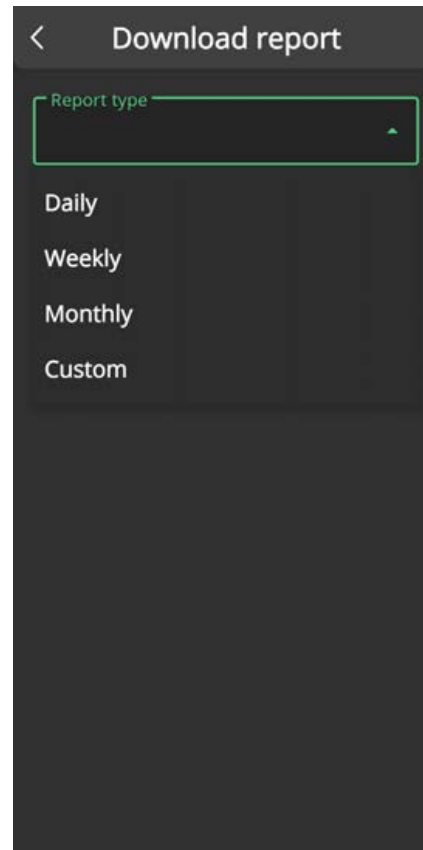 Download report
Report type
Daily
Weekly
Monthly
Custom